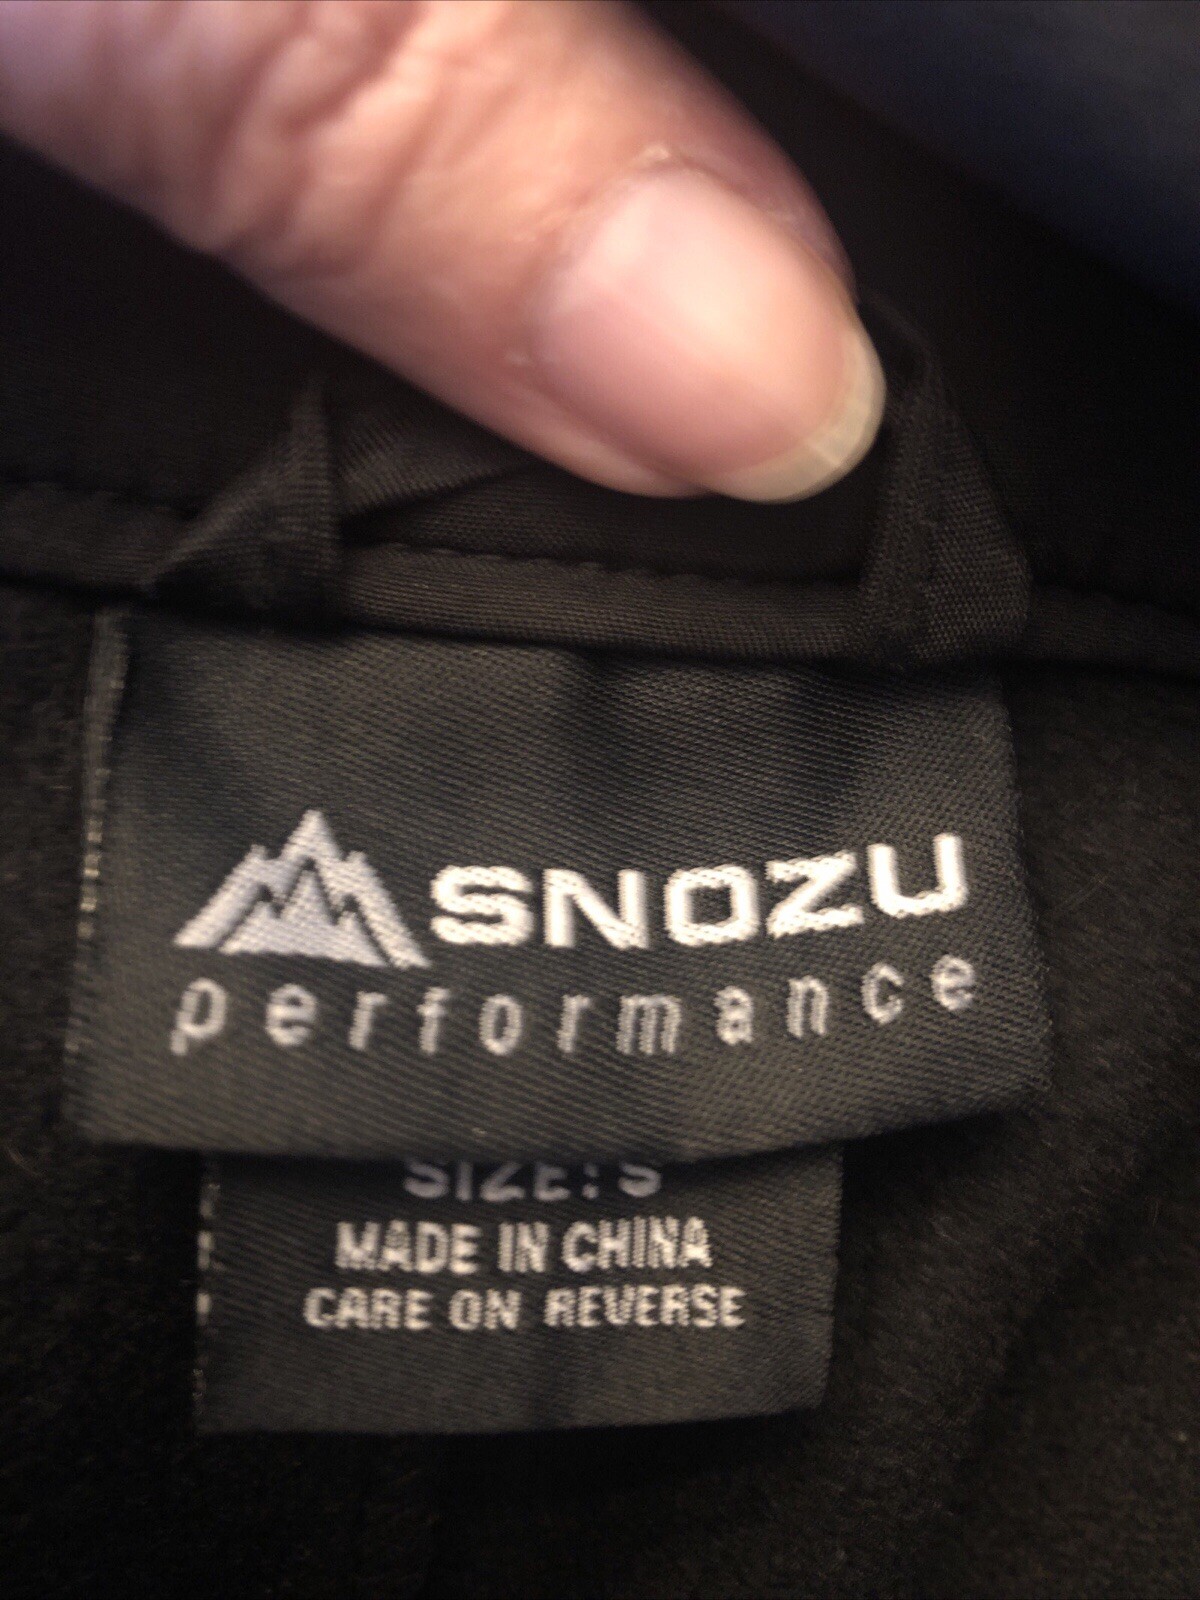 SNOZU
performance
SIZE: S
MADE IN CHINA
CARE ON REVERSE